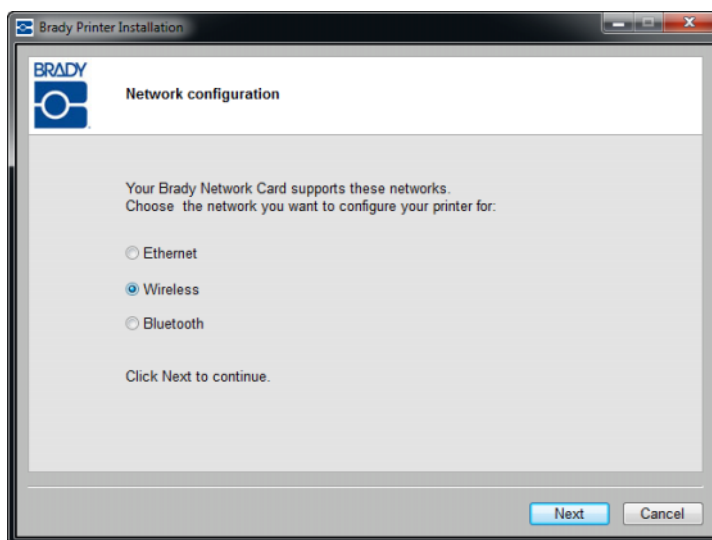 Brady Printer Installation
BRADY
Network configuration
Your Brady Network Card supports these networks.
Choose the network you want to configure your printer for:
Ethernet
Wireless
Bluetooth
Click Next to continue.
Next
Cancel